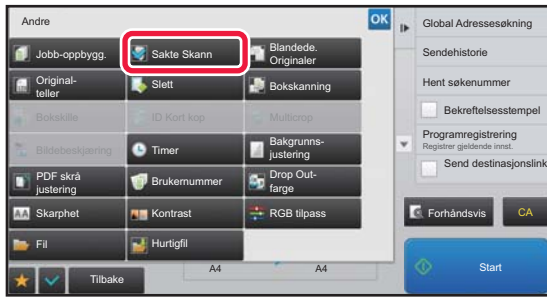 Andre
OK
Jobb-oppbygg.
Sakte Skann
Blandede.
Originaler
Original-
teller
Slett
Bokskanning
Bokskille
ID Kort kop
Multicrop
Bildebeskjæring
Timer
Bakgrunns-
justering
PDF skrå
justering
Brukernummer
Drop Out-
farge
AA
Skarphet
Kontrast
RGB tilpass
Fil
Hurtigfil
Tilbake
A4
A4
Global Adressesøkning
Sendehistorie
Hent søkenummer
Bekreftelsesstempel
Programregistrering
Registrer gjeldende innst.
Send destinasjonslink
Forhåndsvis
CA
Start